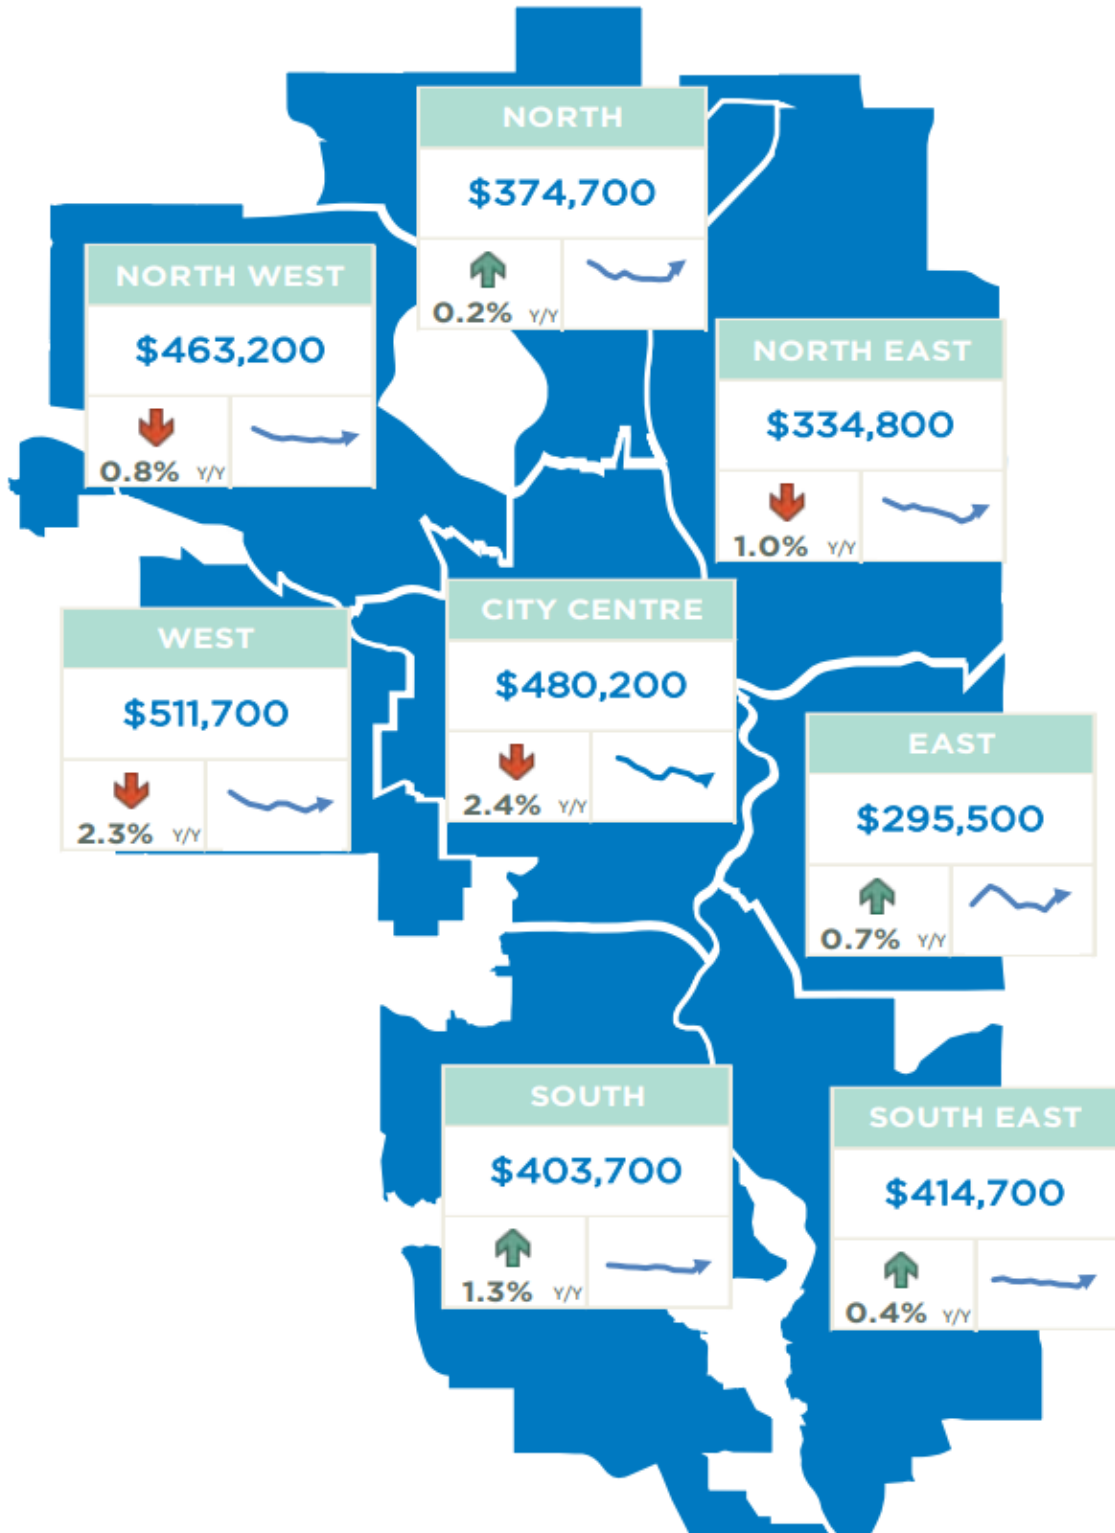 NORTH
$374,700
0.2% Y/Y
NORTH WEST
$463,200
0.8% Y/Y
NORTH EAST
$334,800
1.0% Y/Y
CITY CENTRE
$480,200
2.4% Y/Y
WEST
$511,700
2.3% Y/Y
EAST
$295,500
0.7% Y/Y
SOUTH
$403,700
1.3% Y/Y
SOUTH EAST
$414,700
0.4% Y/Y